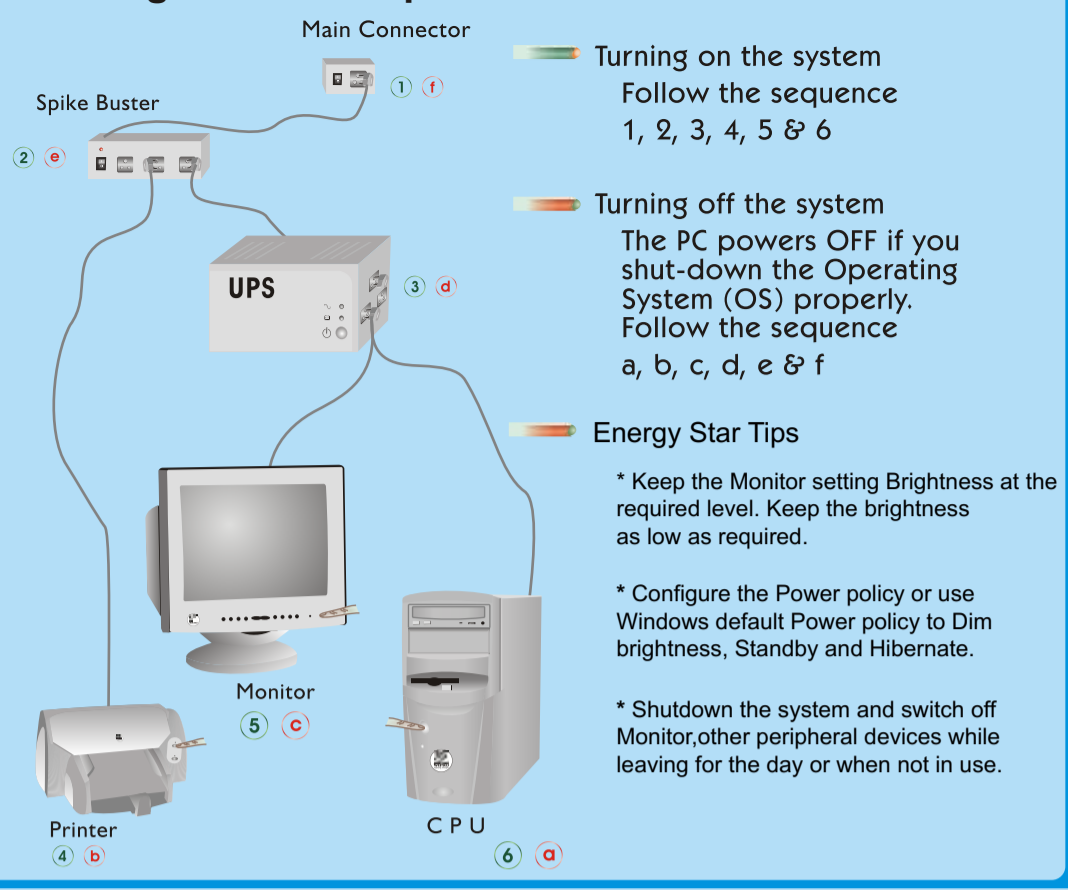 Main Connector
1 f
Spike Buster
2 e
UPS
3 d
Monitor
5 c
Printer
4 b
C P U
6 a
Turning on the system
Follow the sequence
1, 2, 3, 4, 5 & 6
Turning off the system
The PC powers OFF if you
shut-down the Operating
System (OS) properly.
Follow the sequence
a, b, c, d, e & f
Energy Star Tips
* Keep the Monitor setting Brightness at the
required level. Keep the brightness
as low as required.
* Configure the Power policy or use
Windows default Power policy to Dim
brightness, Standby and Hibernate.
* Shutdown the system and switch off
Monitor,other peripheral devices while
leaving for the day or when not in use.